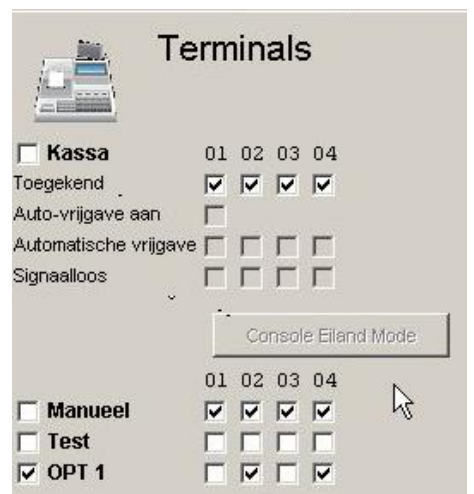 Terminals
Kassa 01 02 03 04
Toegekend
Auto-vrijgave aan
Automatische vrijgave
Signaalloos
Console Eiland Mode
01 02 03 04
Manueel
Test
OPT 1